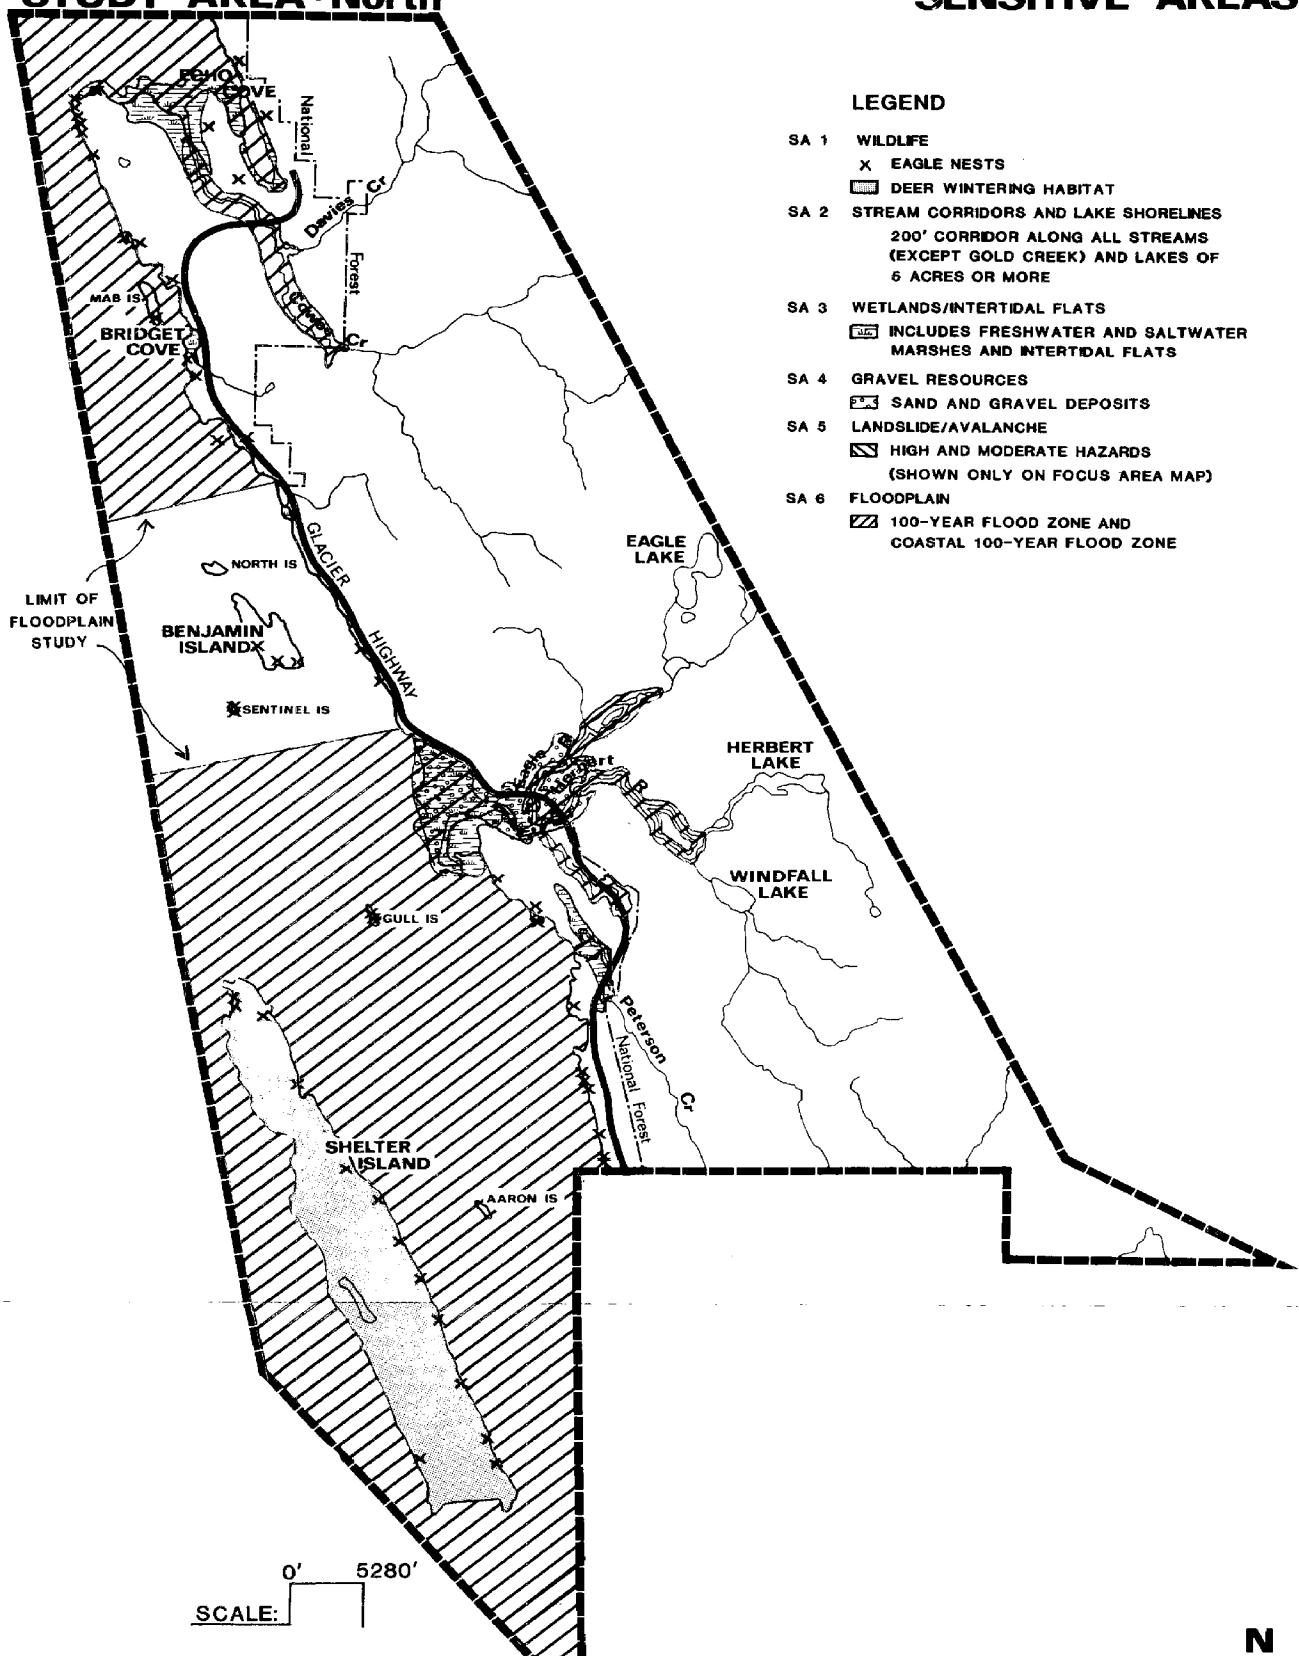 STUDY AREA·North
SENSITIVE AREAS
LEGEND
SA 1 WILDLIFE
x EAGLE NESTS
DEER WINTERING HABITAT
SA 2 STREAM CORRIDORS AND LAKE SHORELINES
200' CORRIDOR ALONG ALL STREAMS
(EXCEPT GOLD CREEK) AND LAKES OF
5 ACRES OR MORE
SA 3 WETLANDS/INTERTIDAL FLATS
INCLUDES FRESHWATER AND SALTWATER
MARSHES AND INTERTIDAL FLATS
SA 4 GRAVEL RESOURCES
SAND AND GRAVEL DEPOSITS
SA 5 LANDSLIDE/AVALANCHE
HIGH AND MODERATE HAZARDS
(SHOWN ONLY ON FOCUS AREA MAP)
SA 6 FLOODPLAIN
100-YEAR FLOOD ZONE AND
COASTAL 100-YEAR FLOOD ZONE
ECHO
COVE
National
Forest
Davies Cr
Cowee Cr
MAB IS
BRIDGET
COVE
GLACIER
HIGHWAY
NORTH IS
LIMIT OF
FLOODPLAIN
STUDY
BENJAMIN
ISLAND
SENTINEL IS
EAGLE
LAKE
Eagle R
Herbert R
HERBERT
LAKE
WINDFALL
LAKE
GULL IS
Peterson Cr
National Forest
SHELTER
ISLAND
AARON IS
0' 5280'
SCALE:
N